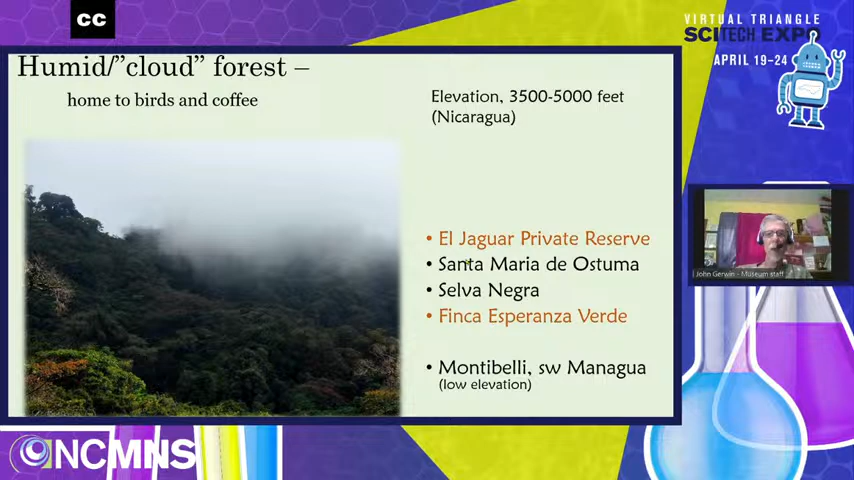 CC
VIRTUAL TRIANGLE
SCITECH EXPO
APRIL 19–24
Humid/”cloud” forest –
home to birds and coffee
Elevation, 3500-5000 feet
(Nicaragua)
• El Jaguar Private Reserve
• Santa Maria de Ostuma
• Selva Negra
• Finca Esperanza Verde
• Montibelli, sw Managua
(low elevation)
John Gerwin - Museum staff
NCMNS